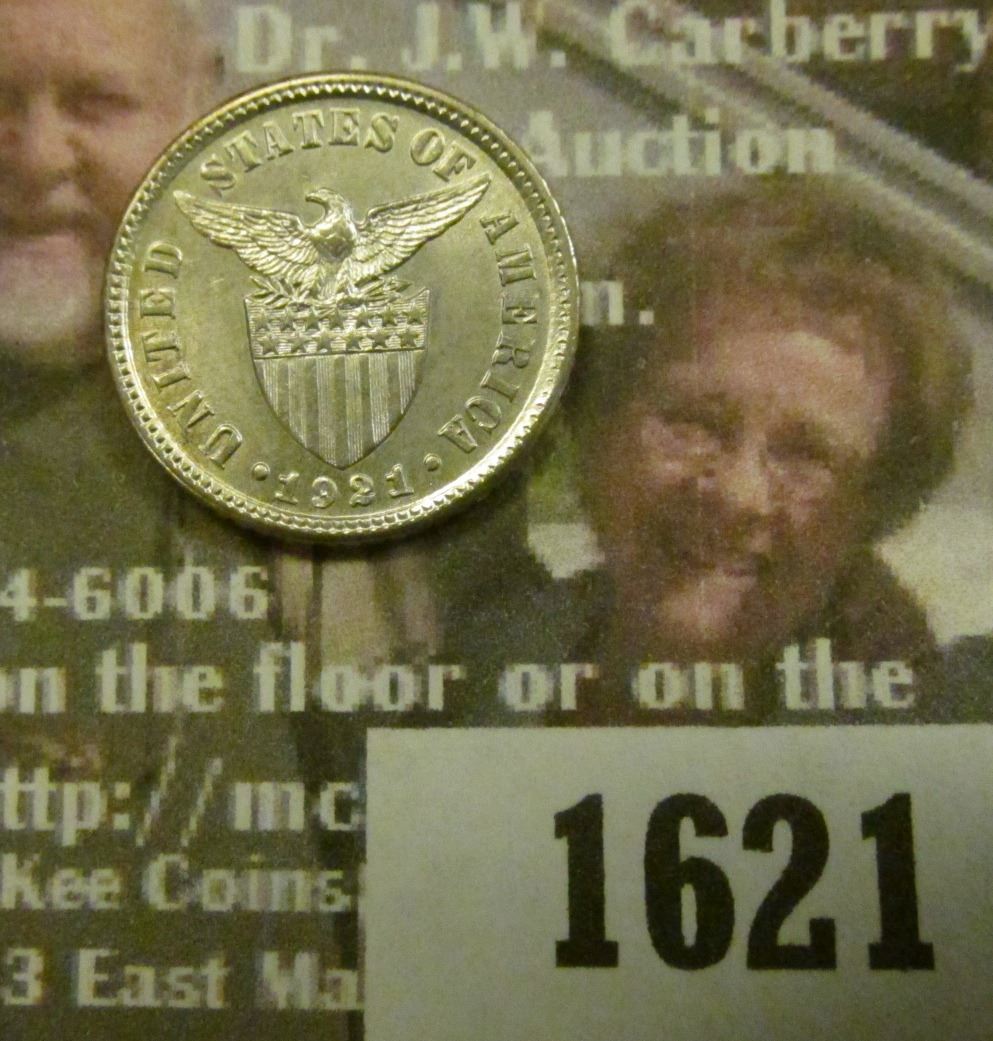 Dr. J.W. Carberry
Auction
m.
UNITED STATES OF AMERICA
• 1921 •
4-6006
on the floor or on the
ttp://mc
Kee Coins
3 East Ma
1621